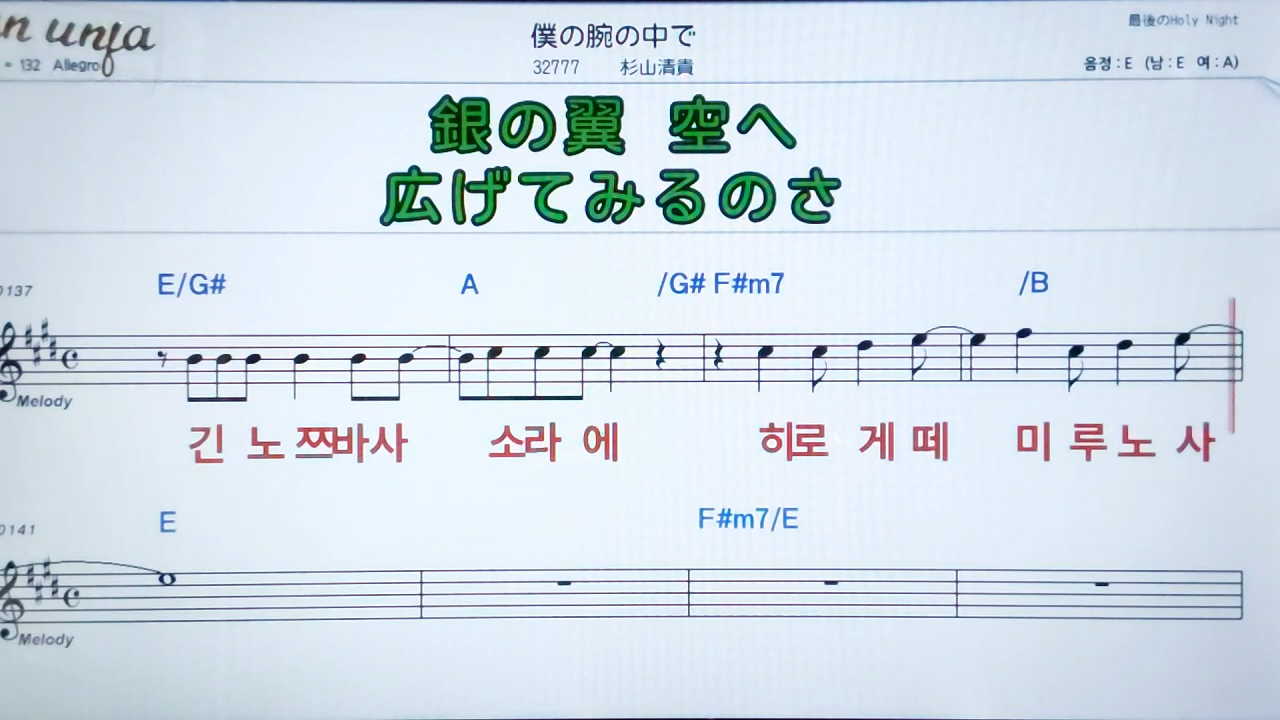 最後のHoly Night
僕の腕の中で
= 132 Allegro
32777 杉山清貴
음정:E (남:E 여:A)
銀の翼 空へ
広げてみるのさ
0137 E/G# A /G# F#m7 /B
Melody
긴 노 쯔바사 소라 에 히로 게 떼 미 루 노 사
0141 E F#m7/E
Melody